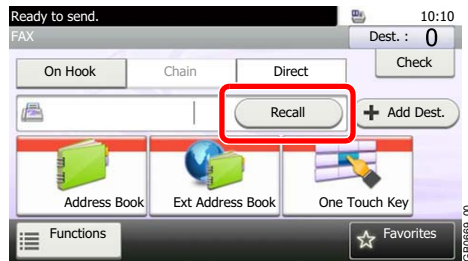 Ready to send.
10:10
FAX
Dest. : 0
On Hook
Chain
Direct
Check
Recall
Add Dest.
Address Book
Ext Address Book
One Touch Key
Functions
Favorites
GB0669_00